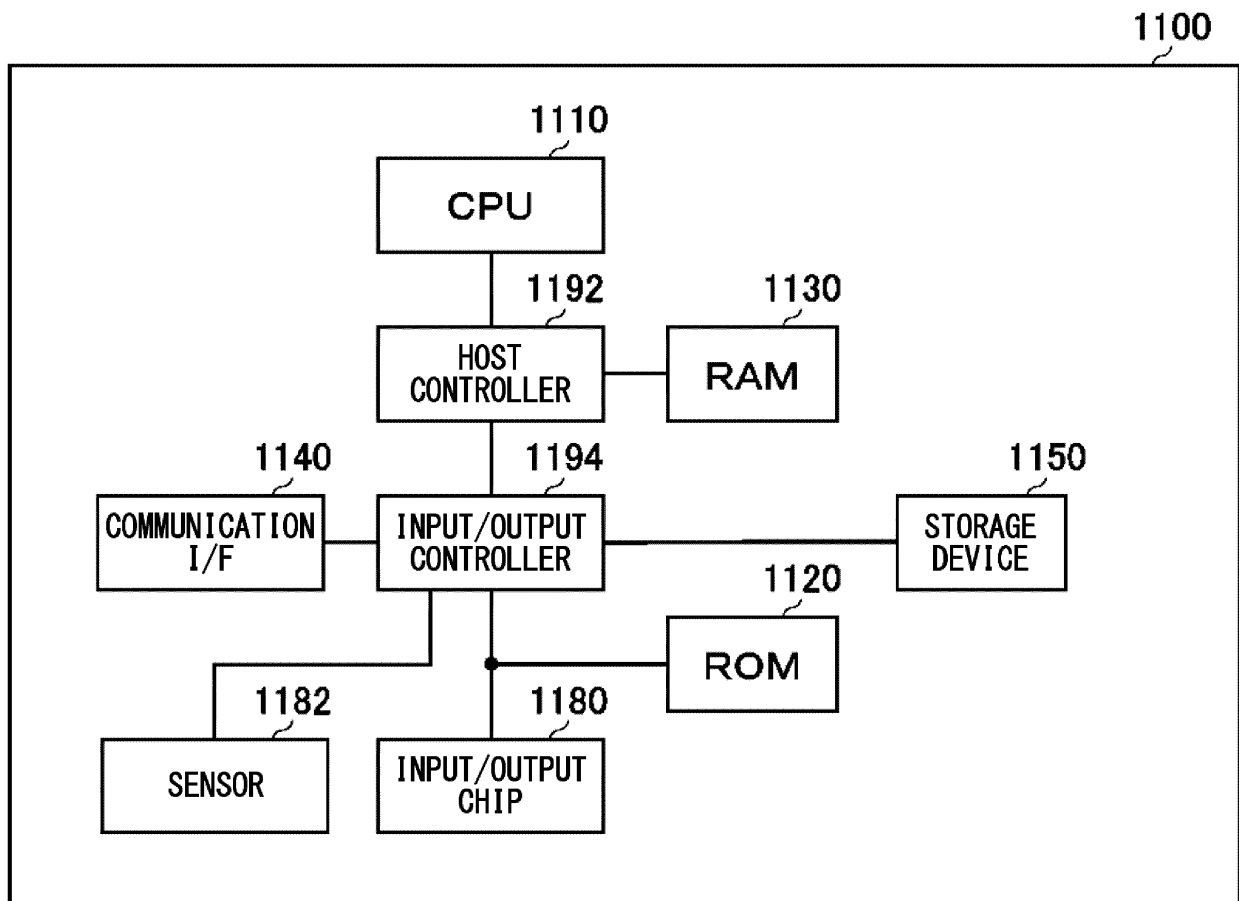 1100
1110
CPU
1192
1130
HOST
CONTROLLER
RAM
1140
1194
1150
COMMUNICATION
I/F
INPUT/OUTPUT
CONTROLLER
STORAGE
DEVICE
1120
ROM
1182
1180
SENSOR
INPUT/OUTPUT
CHIP